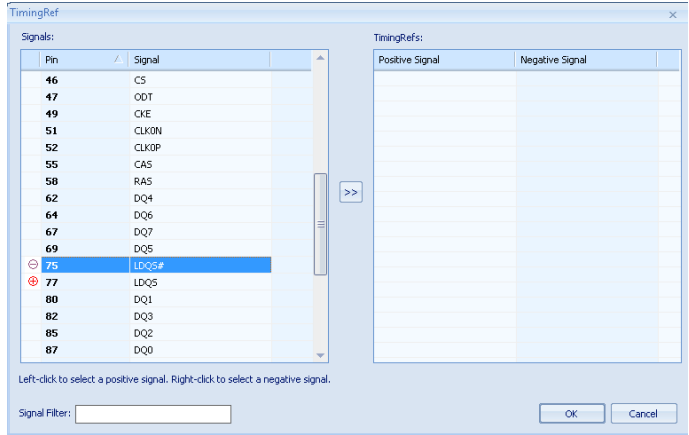 TimingRef
Signals:
Pin Signal
46 CS
47 ODT
49 CKE
51 CLK0N
52 CLK0P
55 CAS
58 RAS
62 DQ4
64 DQ6
67 DQ7
69 DQ5
75 LDQS#
77 LDQS
80 DQ1
82 DQ3
85 DQ2
87 DQ0
>>
TimingRefs:
Positive Signal Negative Signal
Left-click to select a positive signal. Right-click to select a negative signal.
Signal Filter:
OK Cancel